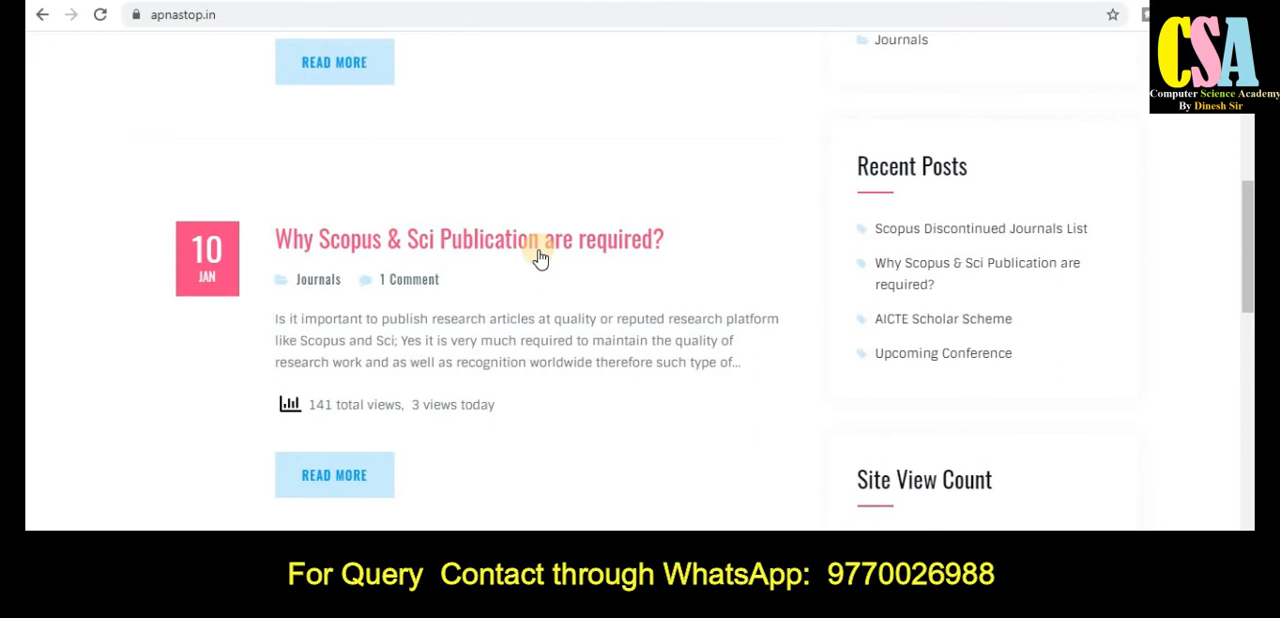 apnastop.in
CSA
Computer Science Academy
By Dinesh Sir
READ MORE
Journals
10
JAN
Why Scopus & Sci Publication are required?
Journals 1 Comment
Is it important to publish research articles at quality or reputed research platform
like Scopus and Sci; Yes it is very much required to maintain the quality of
research work and as well as recognition worldwide therefore such type of...
141 total views, 3 views today
READ MORE
Recent Posts
Scopus Discontinued Journals List
Why Scopus & Sci Publication are
required?
AICTE Scholar Scheme
Upcoming Conference
Site View Count
For Query Contact through WhatsApp: 9770026988